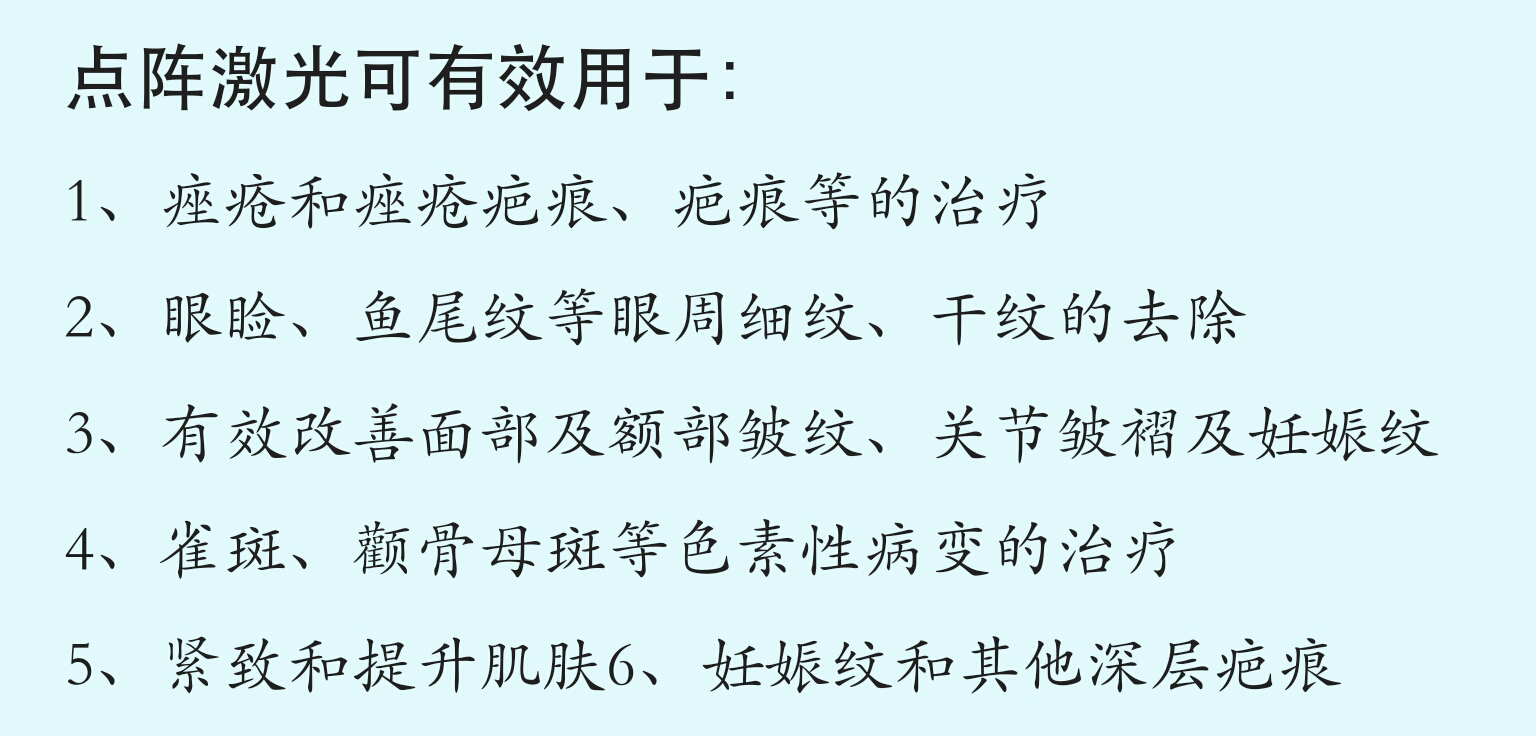 点阵激光可有效用于：
1、痤疮和痤疮疤痕、疤痕等的治疗
2、眼睑、鱼尾纹等眼周细纹、干纹的去除
3、有效改善面部及额部皱纹、关节皱褶及妊娠纹
4、雀斑、颧骨母斑等色素性病变的治疗
5、紧致和提升肌肤6、妊娠纹和其他深层疤痕